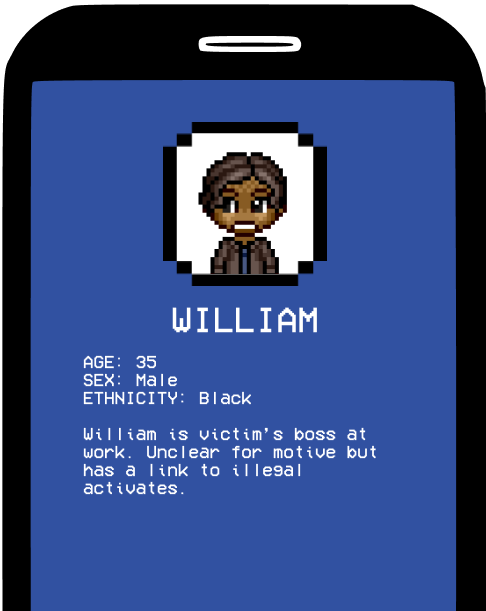 WILLIAM
AGE: 35
SEX: Male
ETHNICITY: Black
William is victim's boss at
work. Unclear for motive but
has a link to illegal
activates.